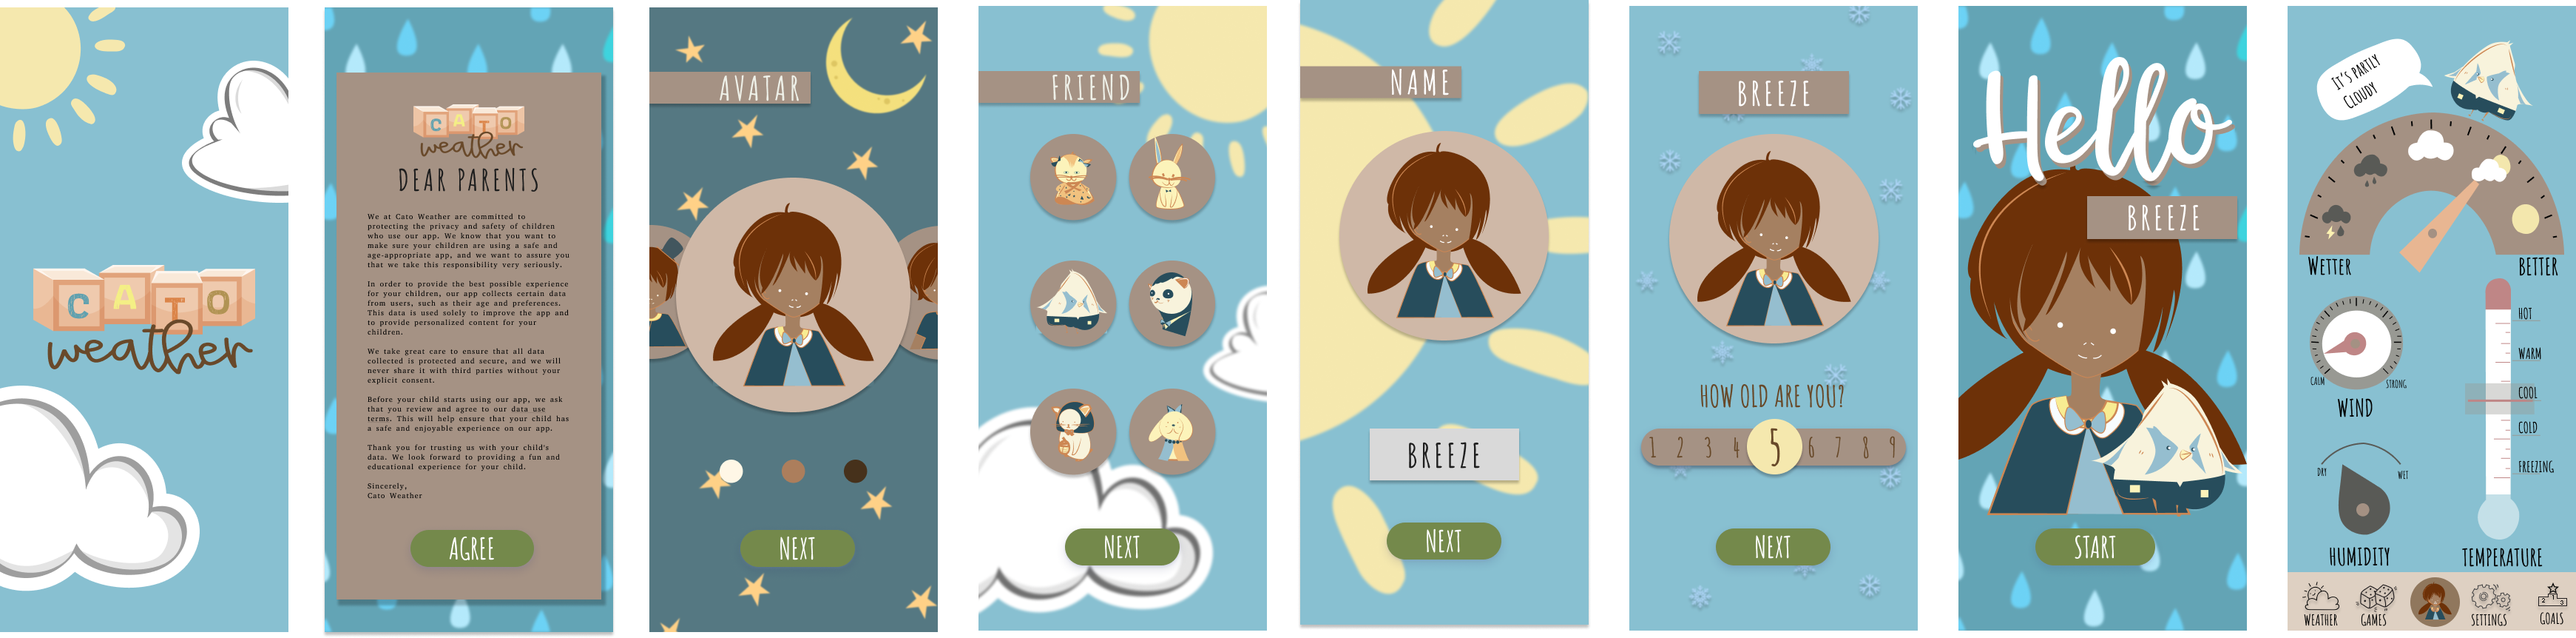 CATO
weather
CATO
weather
DEAR PARENTS
We at Cato Weather are committed to
protecting the privacy and safety of children
who use our app. We know that you want to
make sure your children are using a safe and
age-appropriate app, and we want to assure you
that we take this responsibility very seriously.
In order to provide the best possible experience
for your children, our app collects certain data
from users, such as their age and preferences.
This data is used solely to improve the app and
to provide personalized content for your
children.
We take great care to ensure that all data
collected is protected and secure, and we will
never share it with third parties without your
explicit consent.
Before your child starts using our app, we ask
that you review and agree to our data use
terms. This will help ensure that your child has
a safe and enjoyable experience on our app.
Thank you for trusting us with your child's
data. We look forward to providing a fun and
educational experience for your child.
Sincerely,
Cato Weather
AGREE
AVATAR
NEXT
FRIEND
NEXT
NAME
BREEZE
NEXT
BREEZE
HOW OLD ARE YOU?
1 2 3 4 5 6 7 8 9
NEXT
Hello
BREEZE
START
IT'S PARTLY
CLOUDY
WETTER
BETTER
HOT
WARM
COOL
COLD
FREEZING
CALM
STRONG
WIND
DRY
WET
HUMIDITY
TEMPERATURE
WEATHER
GAMES
SETTINGS
2 3
GOALS